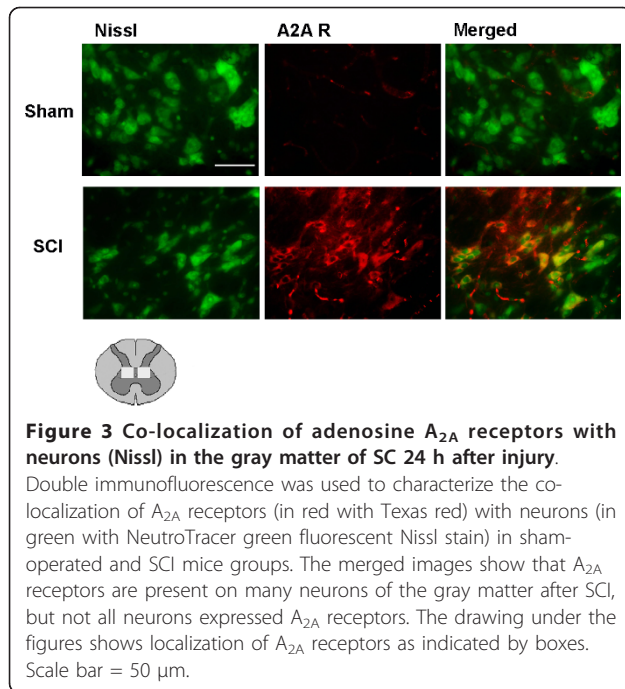 Nissl A2A R Merged
Sham
SCI
Figure 3 Co-localization of adenosine A2A receptors with
neurons (Nissl) in the gray matter of SC 24 h after injury.
Double immunofluorescence was used to characterize the co-
localization of A2A receptors (in red with Texas red) with neurons (in
green with NeutroTracer green fluorescent Nissl stain) in sham-
operated and SCI mice groups. The merged images show that A2A
receptors are present on many neurons of the gray matter after SCI,
but not all neurons expressed A2A receptors. The drawing under the
figures shows localization of A2A receptors as indicated by boxes.
Scale bar = 50 μm.